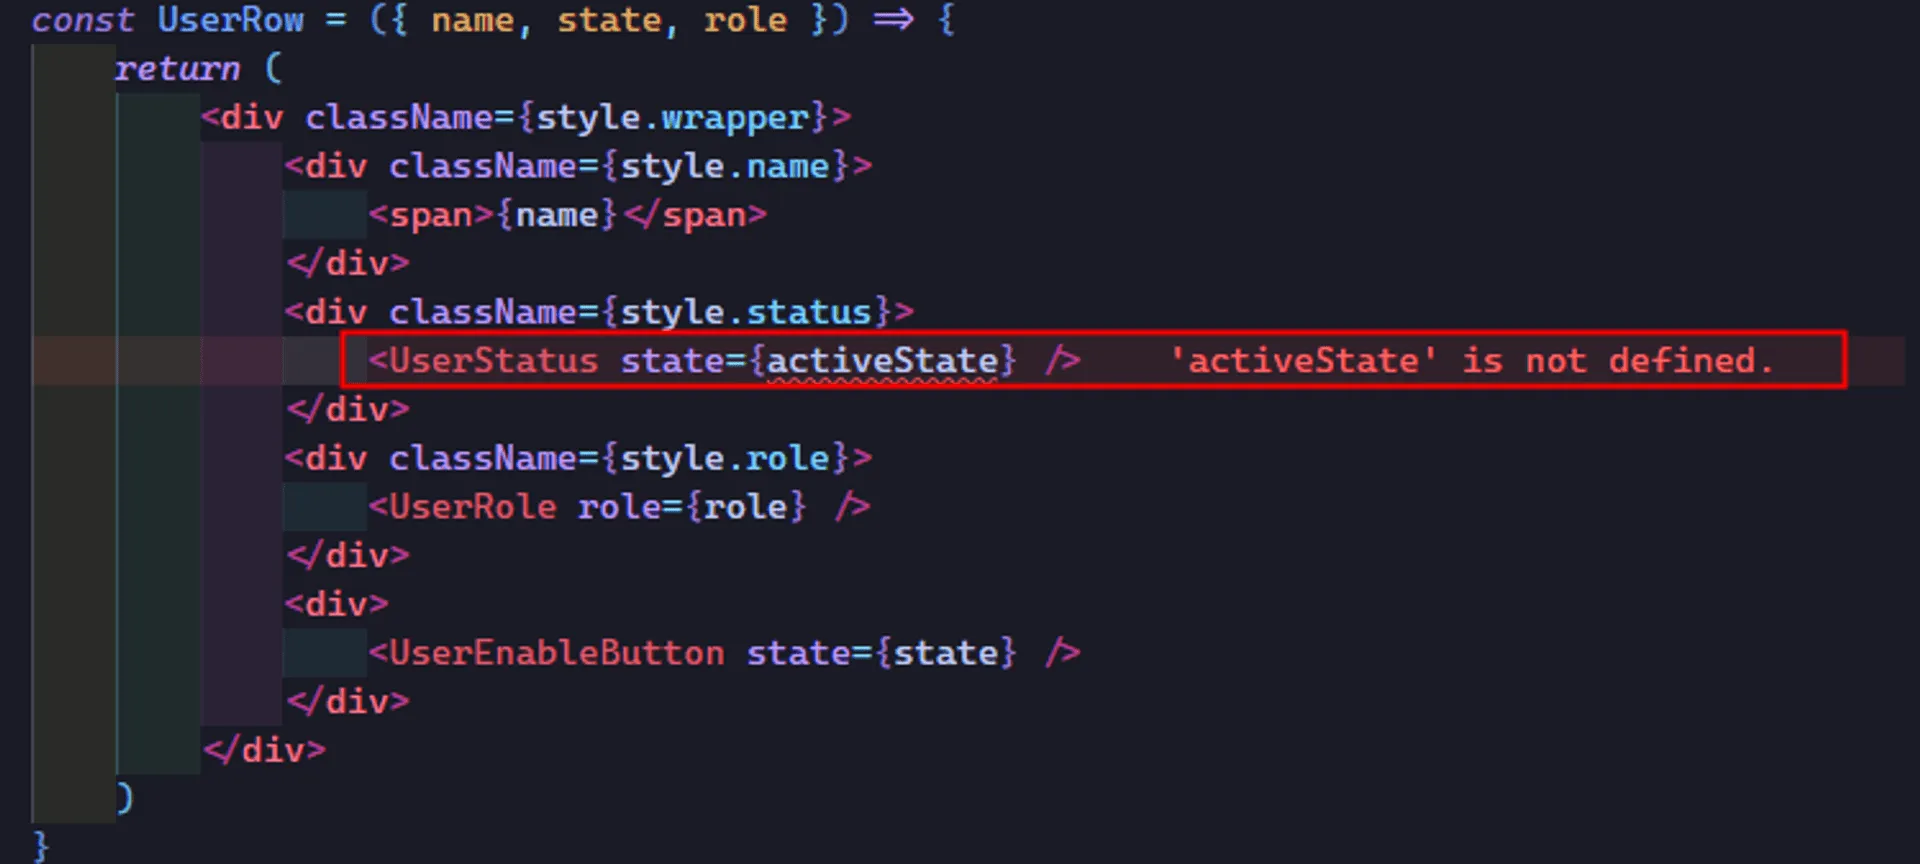 const UserRow = ({ name, state, role }) => {
return (
<div className={style.wrapper}>
<div className={style.name}>
<span>{name}</span>
</div>
<div className={style.status}>
<UserStatus state={activeState} /> 'activeState' is not defined.
</div>
<div className={style.role}>
<UserRole role={role} />
</div>
<div>
<UserEnableButton state={state} />
</div>
</div>
)
}